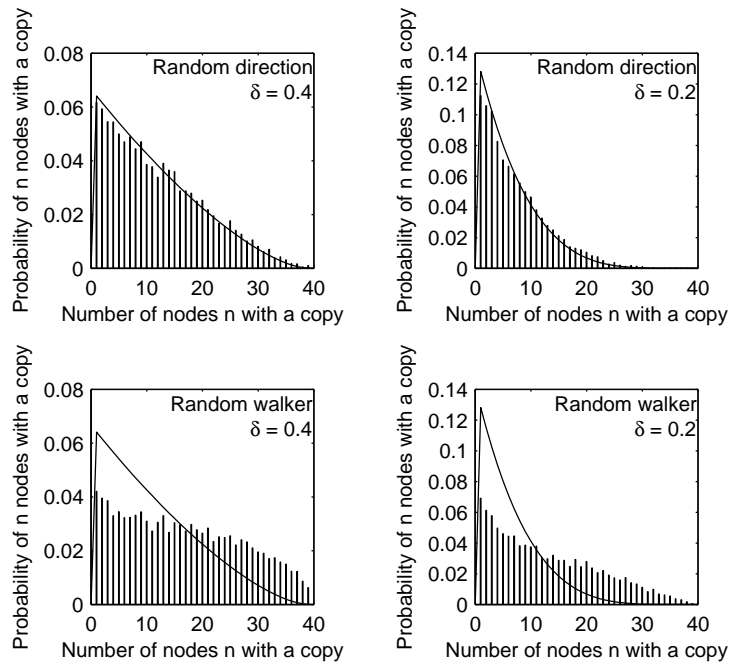 Probability of n nodes with a copy
0.08
0.06
0.04
0.02
0
Random direction
δ = 0.4
0 10 20 30 40
Number of nodes n with a copy
Probability of n nodes with a copy
0.14
0.12
0.1
0.08
0.06
0.04
0.02
0
Random direction
δ = 0.2
0 10 20 30 40
Number of nodes n with a copy
Probability of n nodes with a copy
0.08
0.06
0.04
0.02
0
Random walker
δ = 0.4
0 10 20 30 40
Number of nodes n with a copy
Probability of n nodes with a copy
0.14
0.12
0.1
0.08
0.06
0.04
0.02
0
Random walker
δ = 0.2
0 10 20 30 40
Number of nodes n with a copy